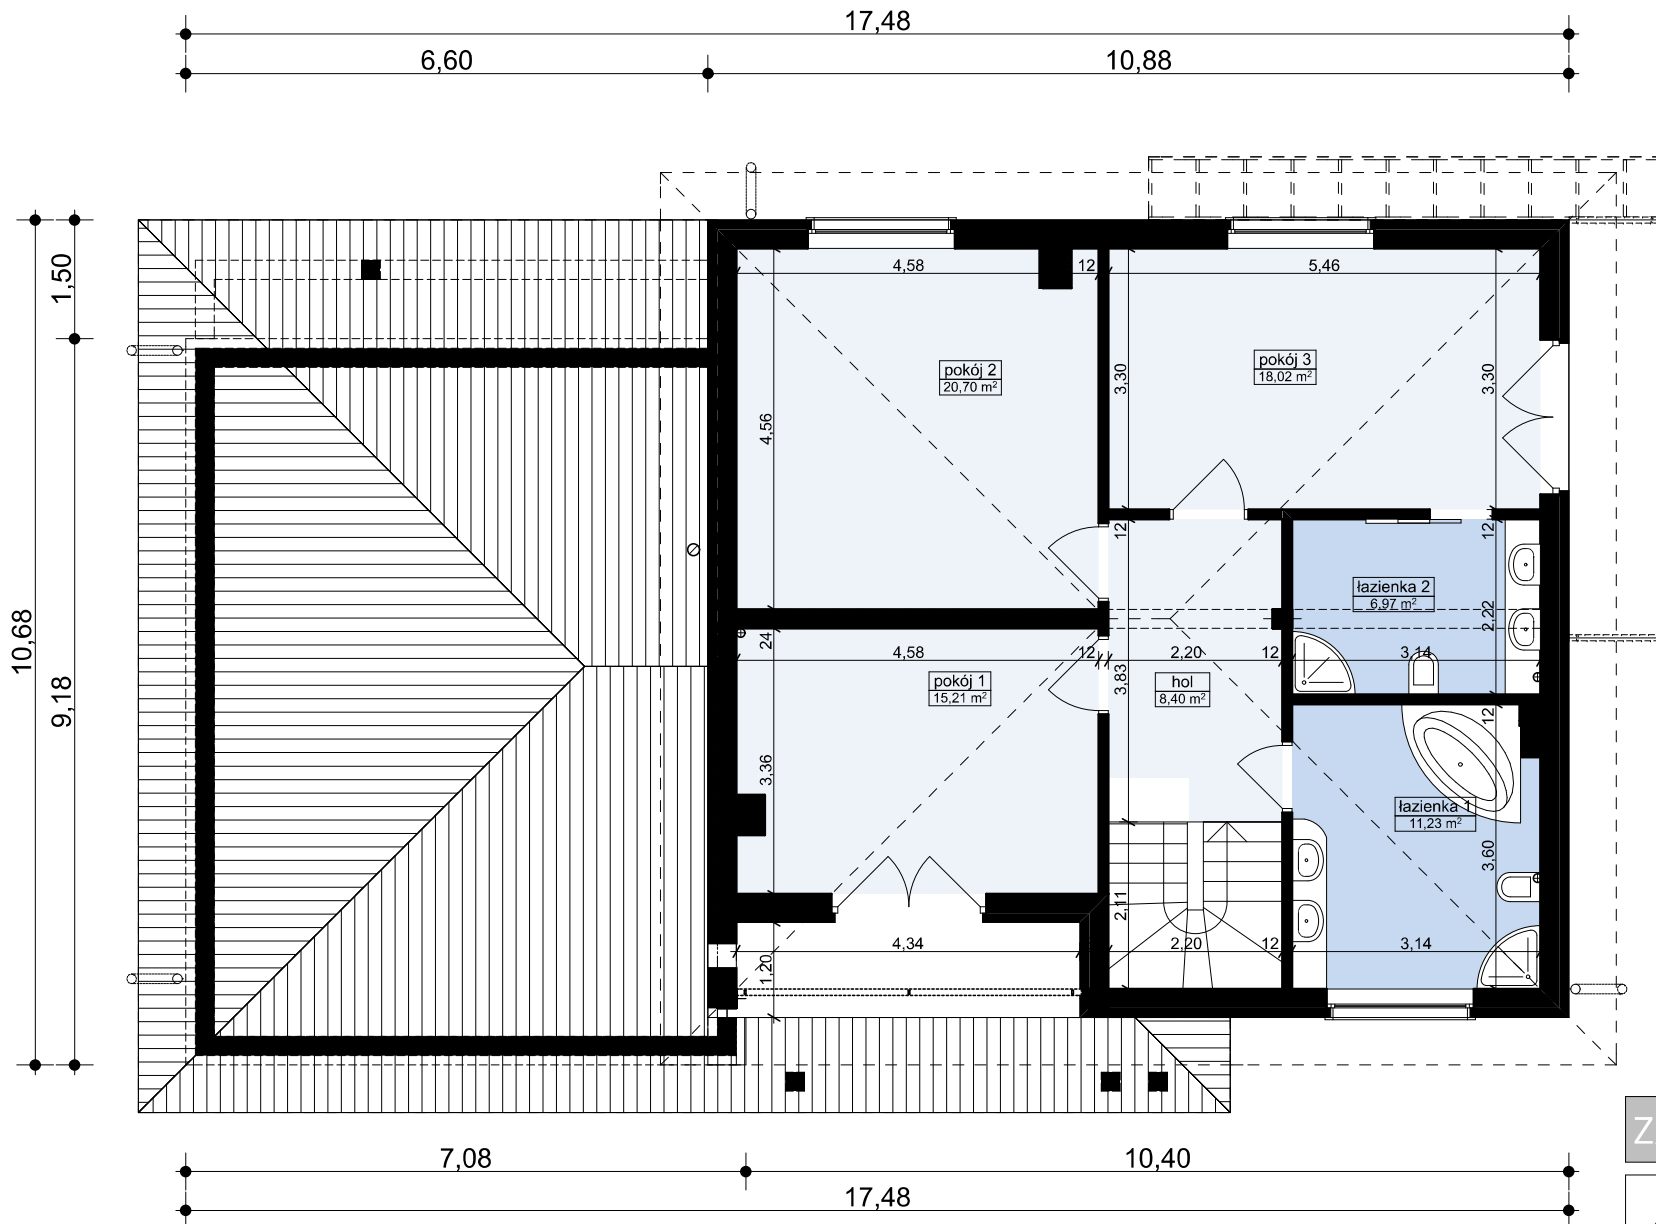 17,48
6,60
10,88
1,50
10,68
9,18
4,58
12
5,46
pokój 2
20,70 m²
pokój 3
18,02 m²
3,30
3,30
4,56
12
12
łazienka 2
6,97 m²
2,22
24
4,58
12
2,20
12
3,14
pokój 1
15,21 m²
hol
8,40 m²
3,83
12
3,36
łazienka 1
11,23 m²
3,60
2,11
4,34
2,20
12
3,14
1,20
Z
7,08
10,40
17,48